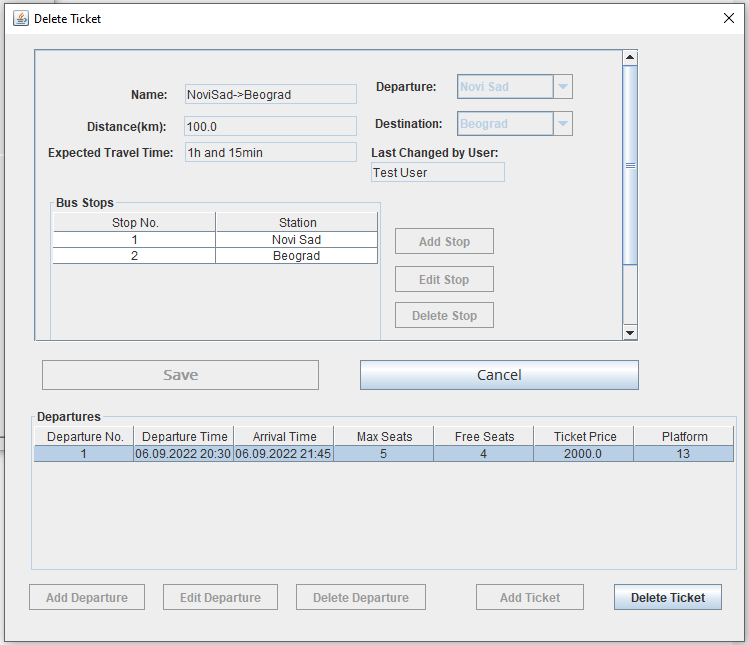 Delete Ticket
Name: NoviSad->Beograd
Departure: Novi Sad
Distance(km): 100.0
Destination: Beograd
Expected Travel Time: 1h and 15min
Last Changed by User:
Test User
Bus Stops
Stop No. Station
1 Novi Sad
2 Beograd
Add Stop
Edit Stop
Delete Stop
Save Cancel
Departures
Departure No. Departure Time Arrival Time Max Seats Free Seats Ticket Price Platform
1 06.09.2022 20:30 06.09.2022 21:45 5 4 2000.0 13
Add Departure Edit Departure Delete Departure Add Ticket Delete Ticket